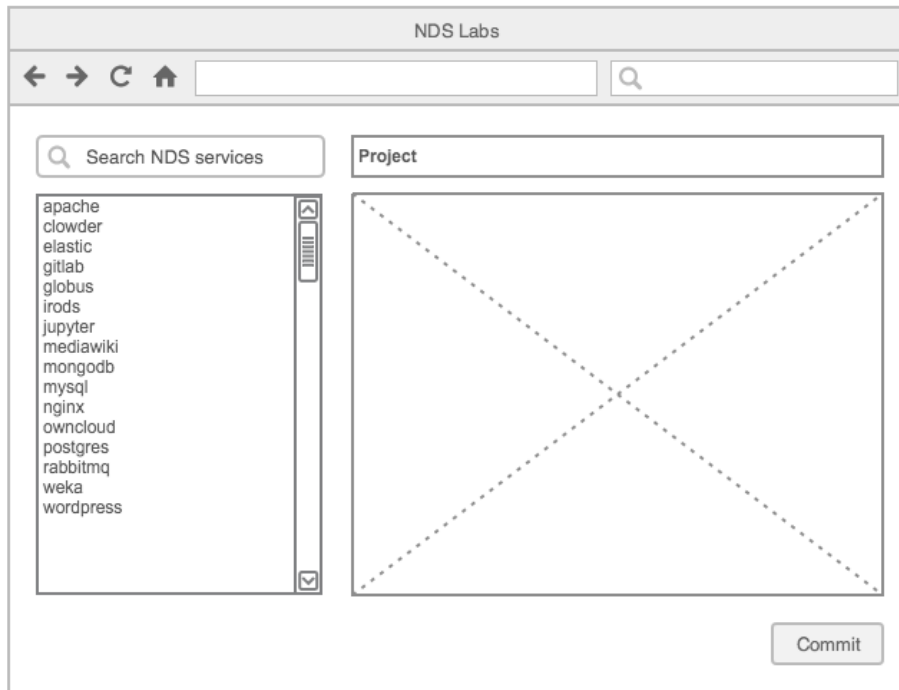 NDS Labs
Search NDS services
Project
apache
clowder
elastic
gitlab
globus
irods
jupyter
mediawiki
mongodb
mysql
nginx
owncloud
postgres
rabbitmq
weka
wordpress
Commit